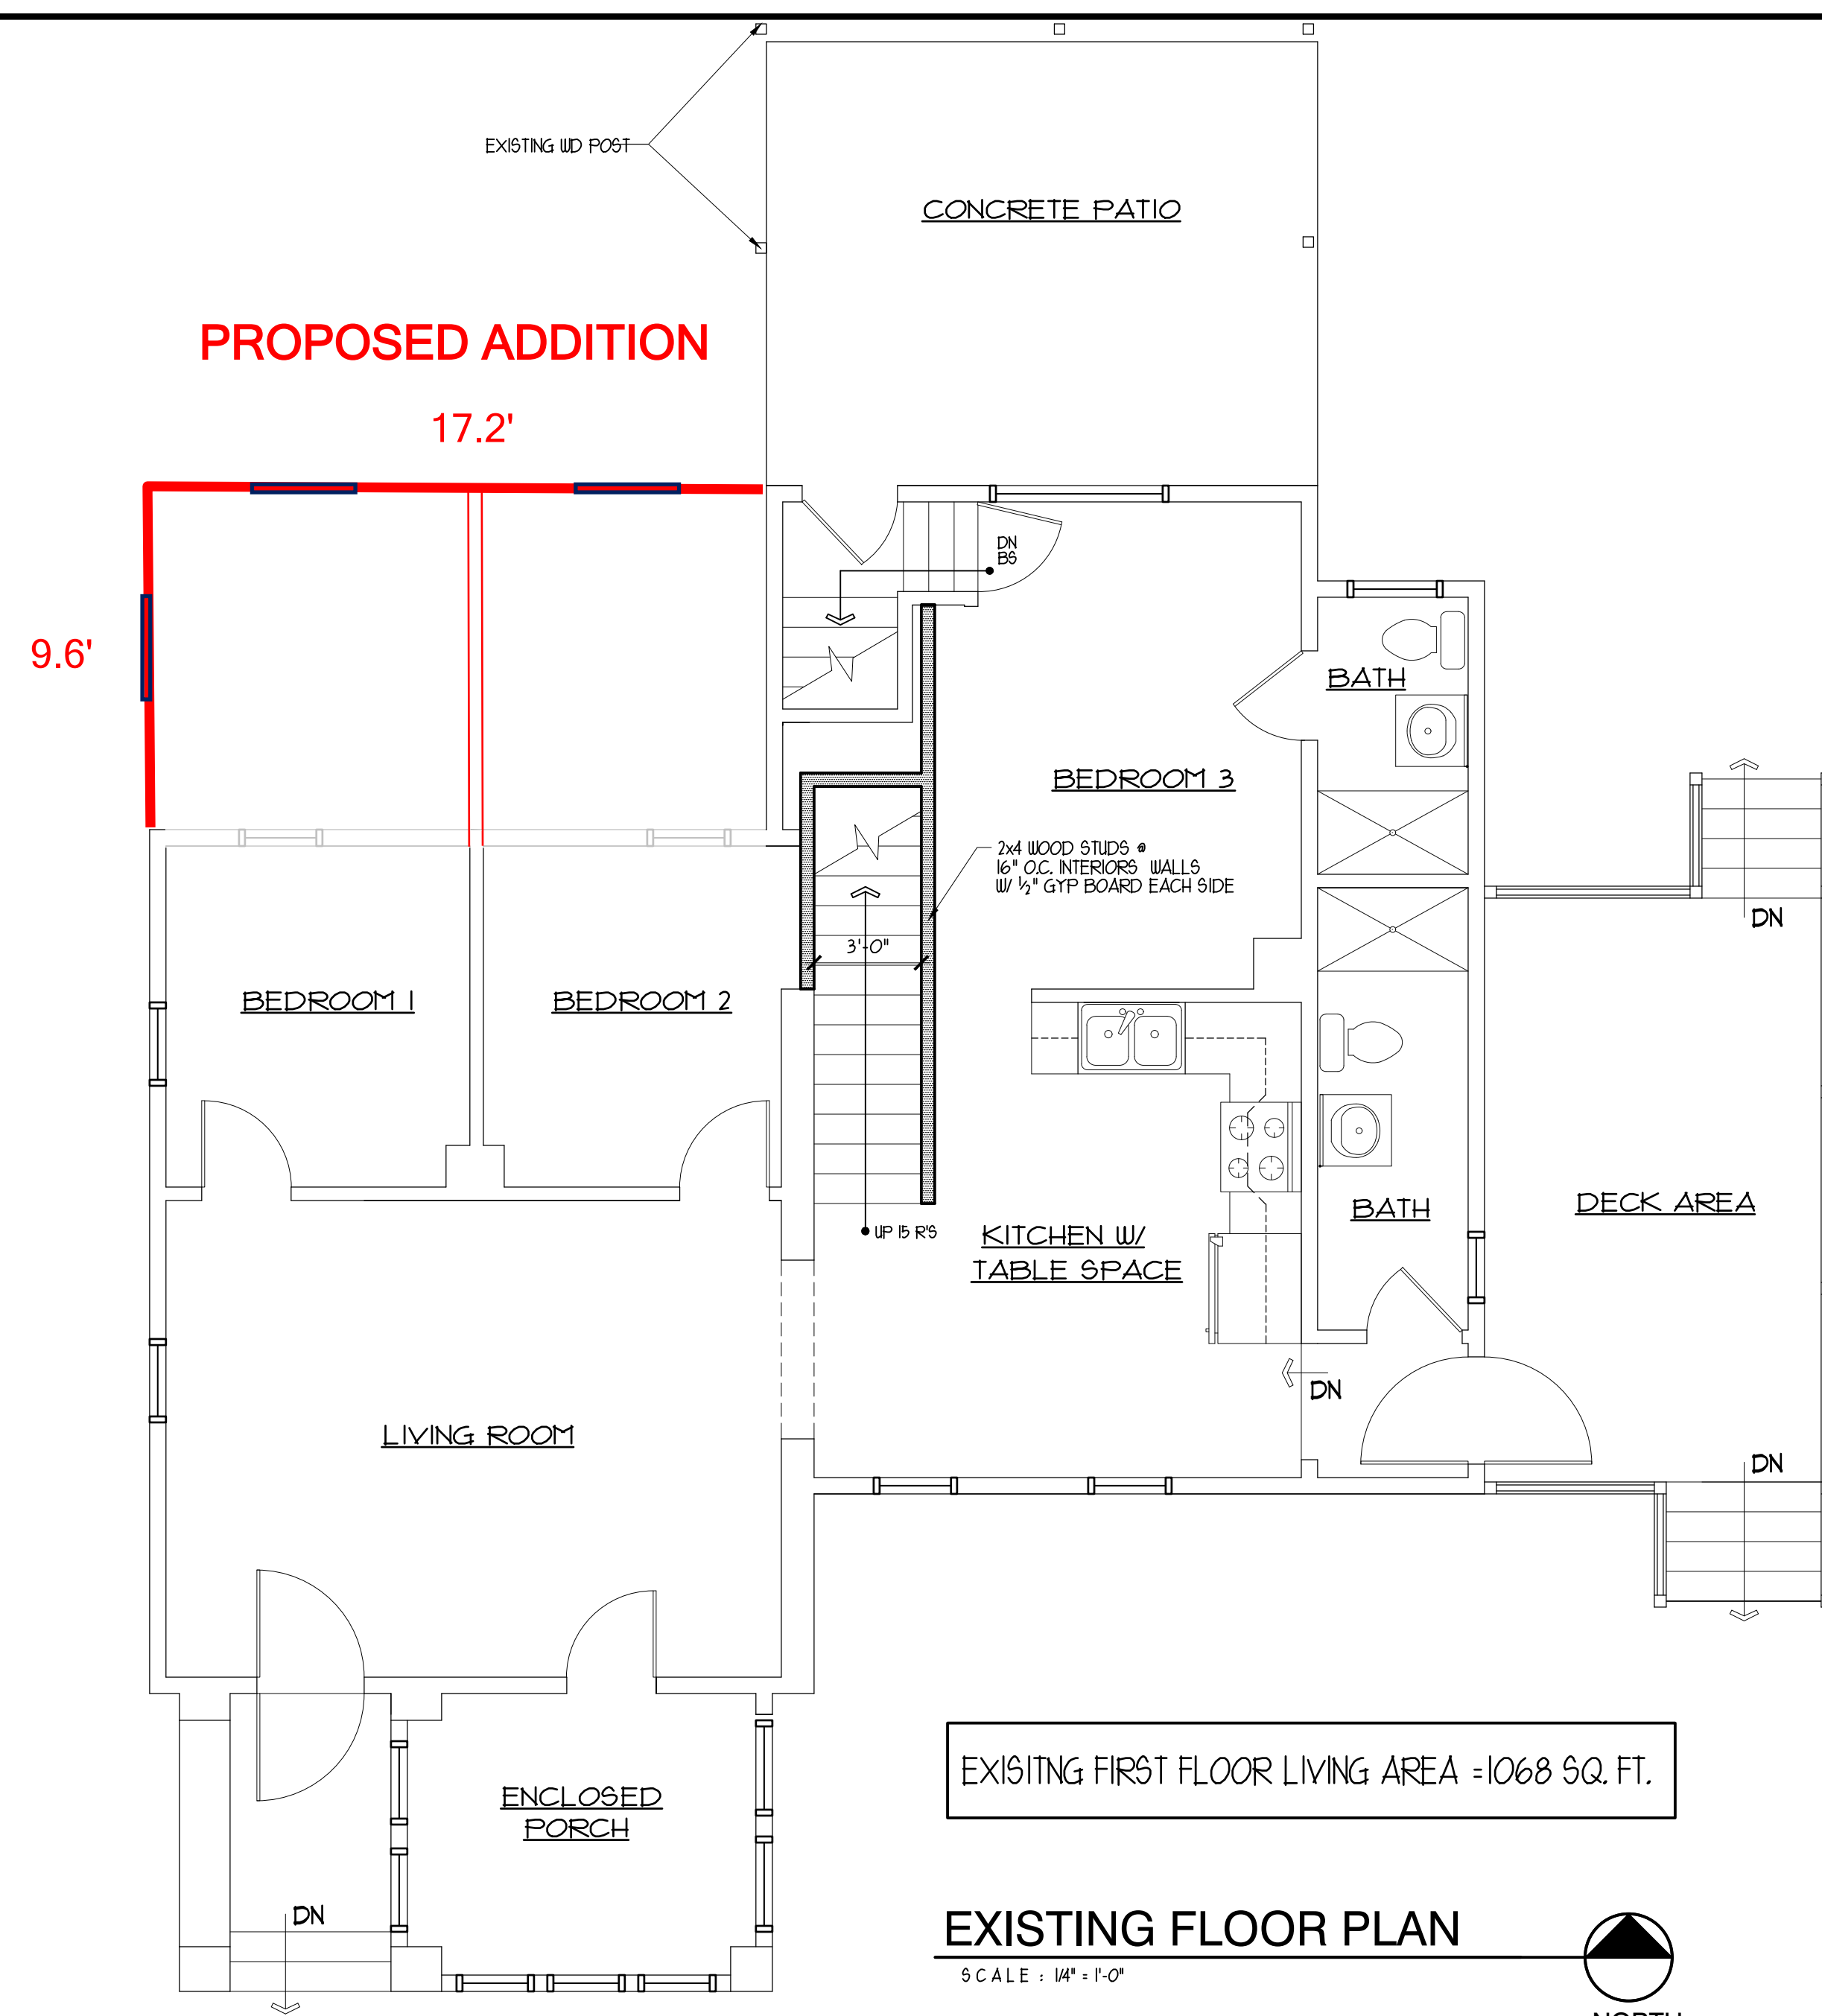 EXISTING WD POST
CONCRETE PATIO
PROPOSED ADDITION
17.2'
9.6'
DN
BS
BATH
BEDROOM 3
2x4 WOOD STUDS @
16" O.C. INTERIORS WALLS
W/ 1/2" GYP BOARD EACH SIDE
DN
3'-0"
BEDROOM 1
BEDROOM 2
BATH
DECK AREA
UP 15 R'S
KITCHEN W/
TABLE SPACE
DN
LIVING ROOM
DN
EXISITNG FIRST FLOOR LIVING AREA =1068 SQ. FT.
ENCLOSED
PORCH
DN
EXISTING FLOOR PLAN
SCALE : 1/4" = 1'-0"
NORTH